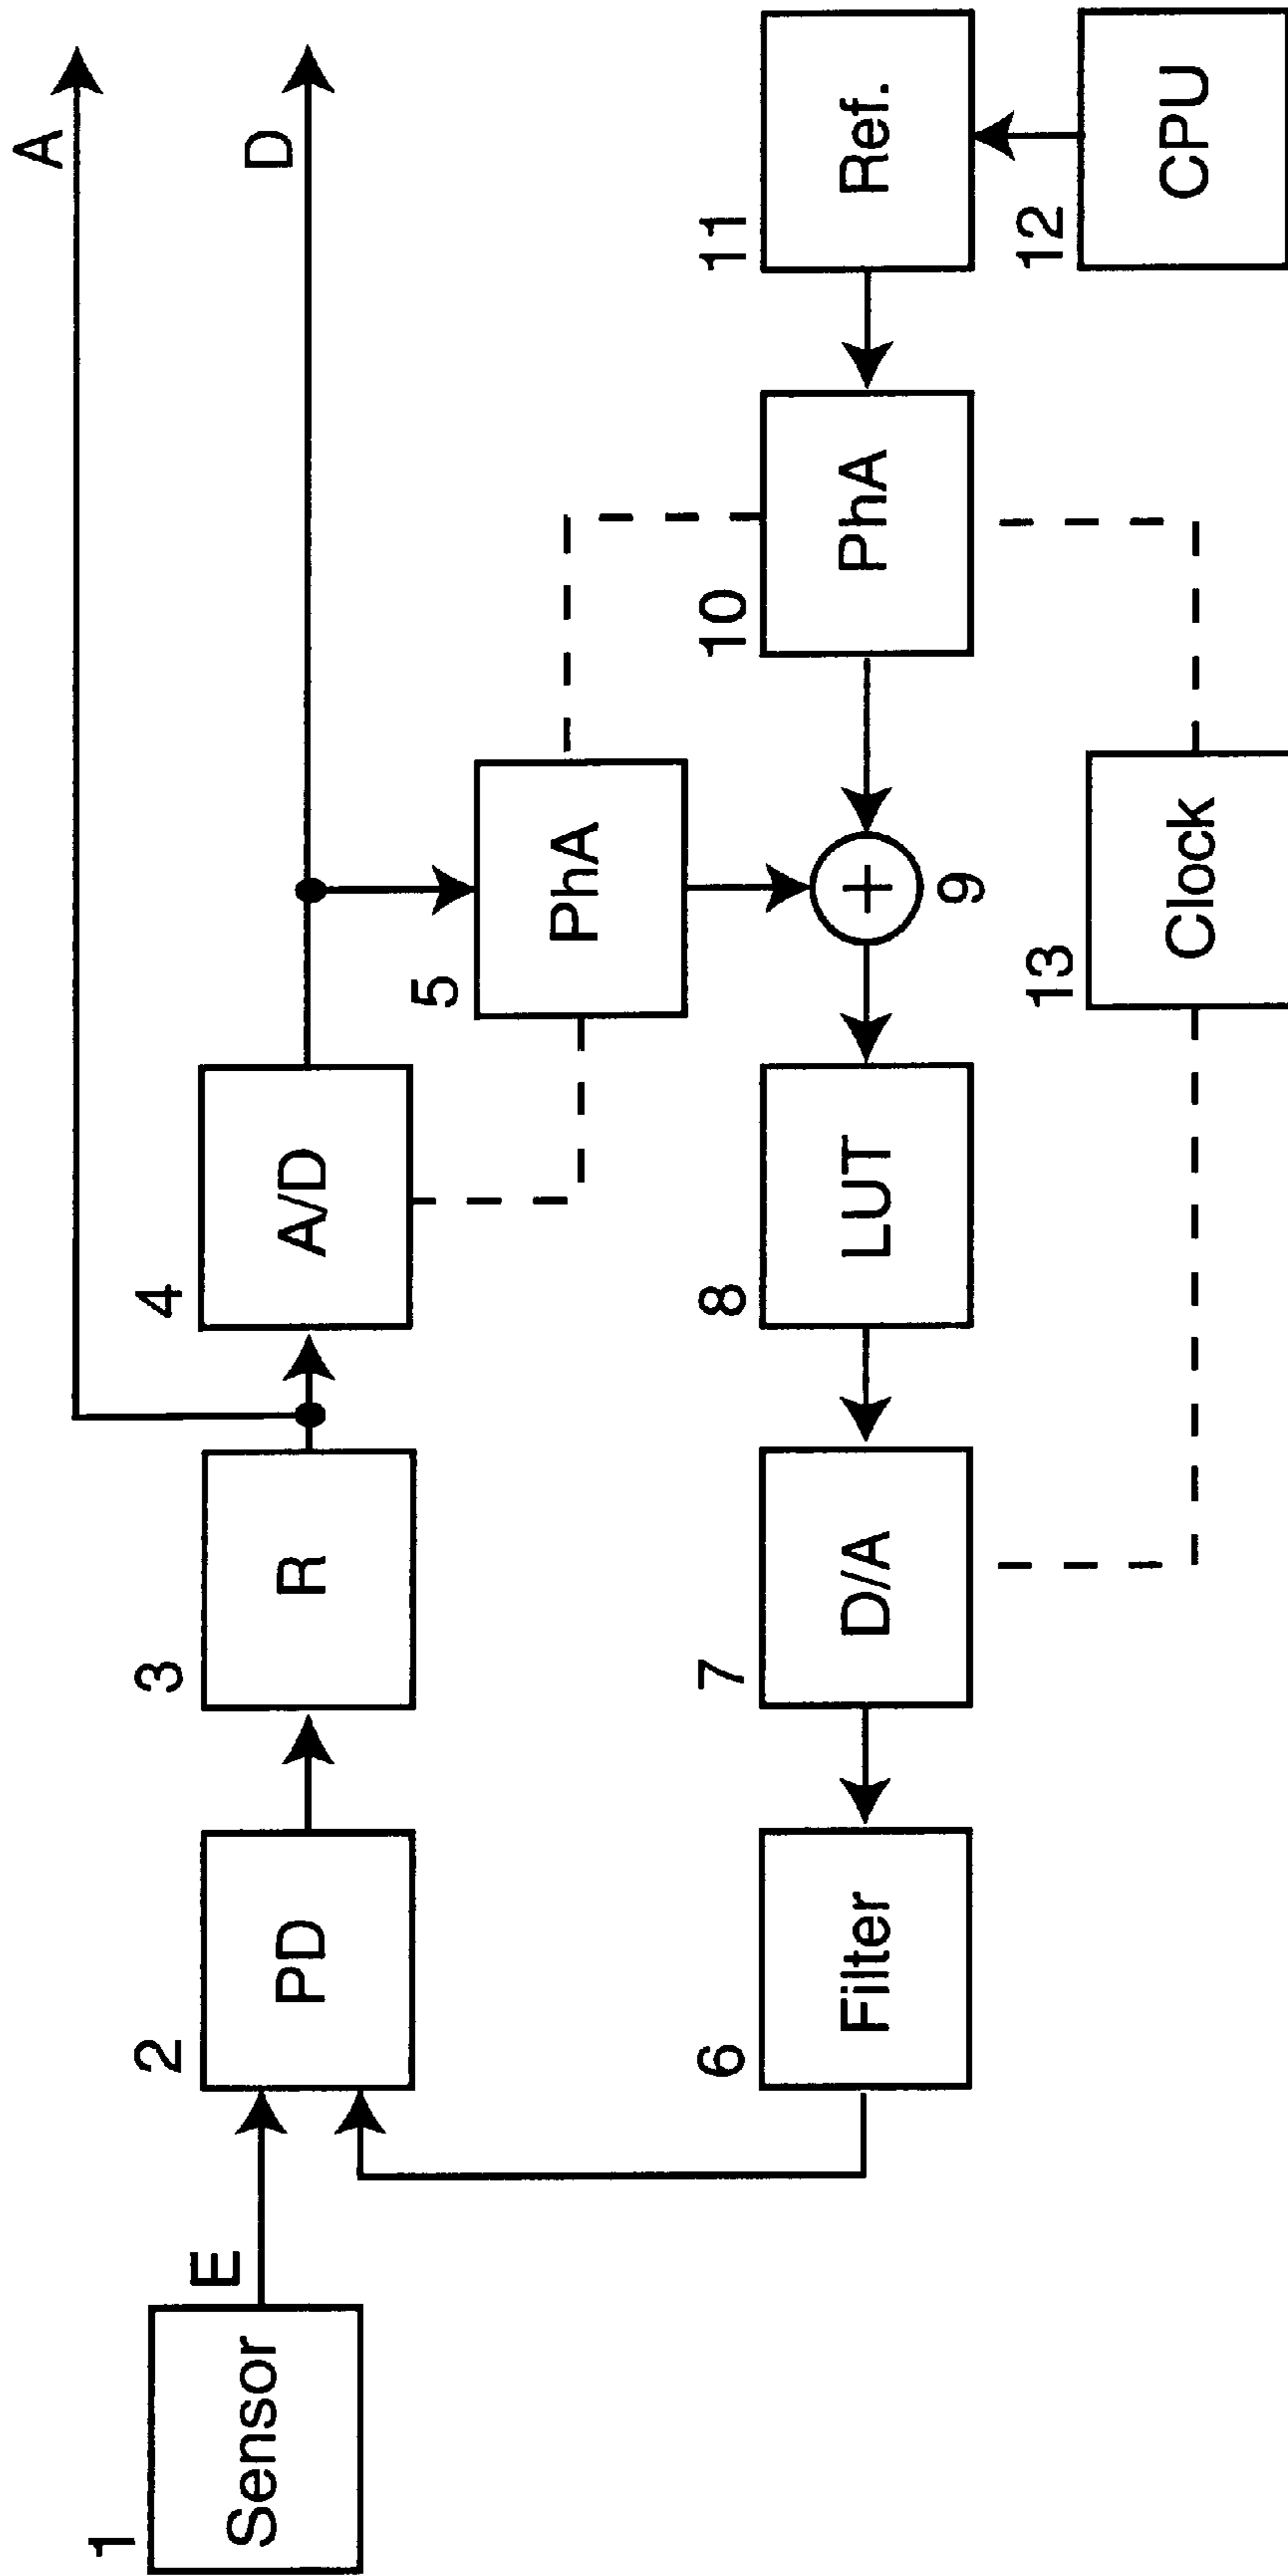 A
D
1
Sensor
E
2
PD
3
R
4
A/D
5
PhA
6
Filter
7
D/A
8
LUT
+
9
10
PhA
11
Ref.
12
CPU
13
Clock